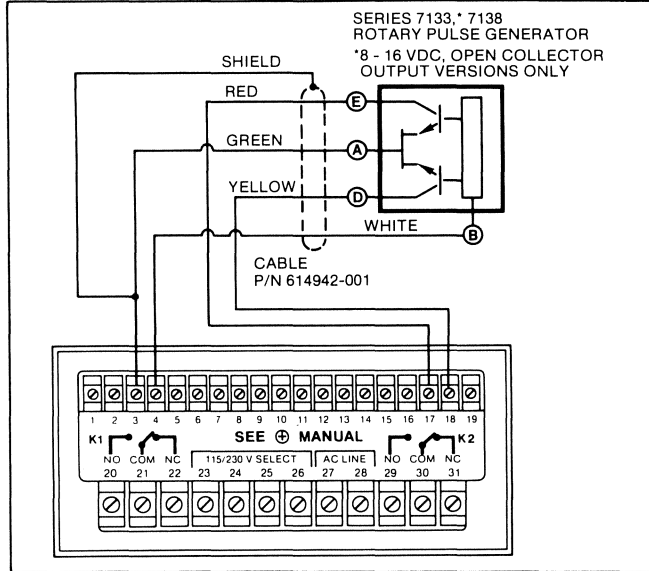 SERIES 7133,* 7138
ROTARY PULSE GENERATOR
*8 - 16 VDC, OPEN COLLECTOR
OUTPUT VERSIONS ONLY
SHIELD
RED
E
GREEN
A
YELLOW
D
WHITE
B
CABLE
P/N 614942-001
1 2 3 4 5 6 7 8 9 10 11 12 13 14 15 16 17 18 19
K1 SEE MANUAL K2
NO COM NC 115/230 V SELECT AC LINE NO COM NC
20 21 22 23 24 25 26 27 28 29 30 31